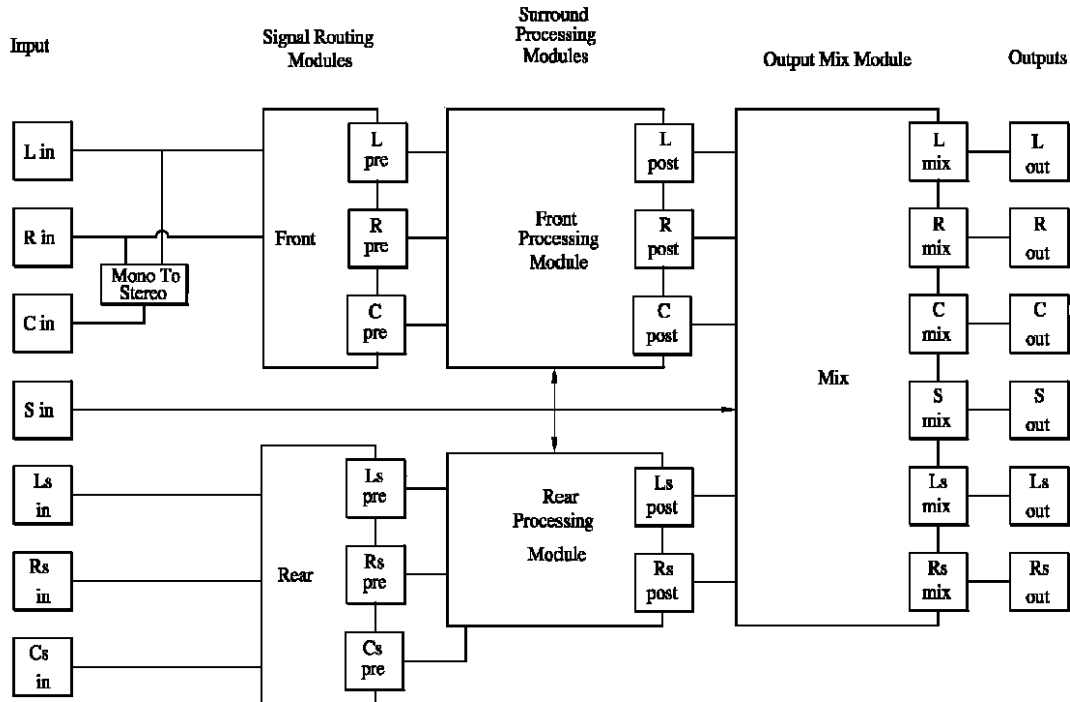 Input
Signal Routing
Modules
Surround
Processing
Modules
Output Mix Module
Outputs
L in
R in
Mono To
Stereo
C in
S in
Ls
in
Rs
in
Cs
in
Front
L
pre
R
pre
C
pre
Rear
Ls
pre
Rs
pre
Cs
pre
Front
Processing
Module
L
post
R
post
C
post
Rear
Processing
Module
Ls
post
Rs
post
Mix
L
mix
R
mix
C
mix
S
mix
Ls
mix
Rs
mix
L
out
R
out
C
out
S
out
Ls
out
Rs
out